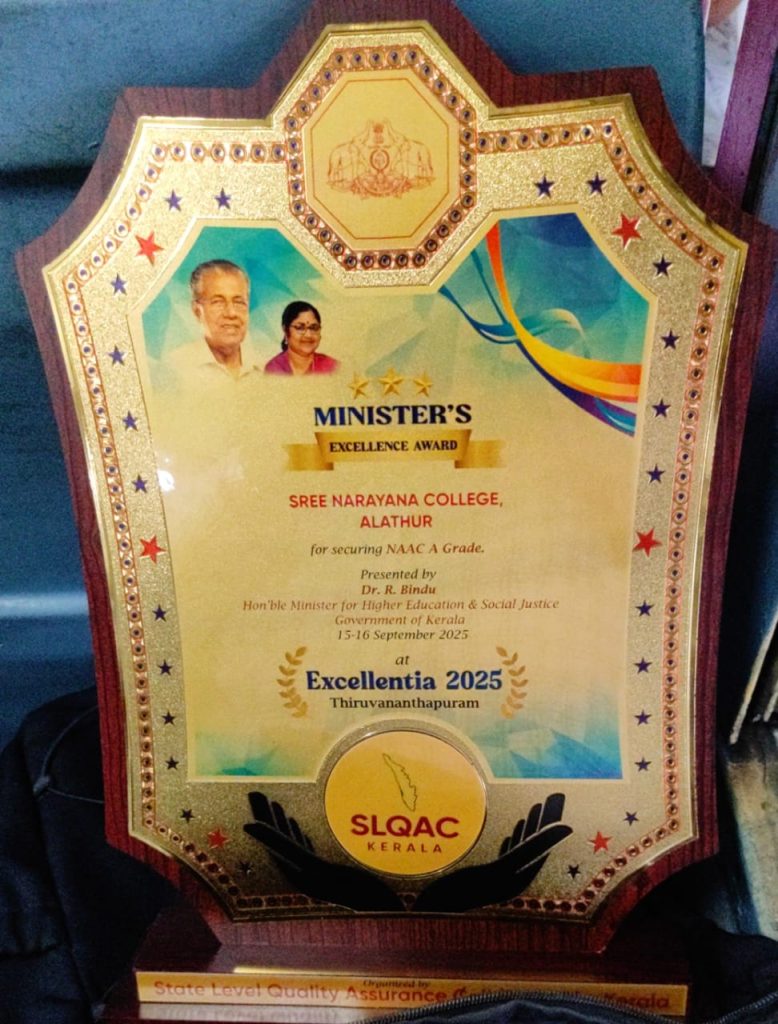 MINISTER'S
EXCELLENCE AWARD
SREE NARAYANA COLLEGE,
ALATHUR
for securing NAAC A Grade.
Presented by
Dr. R. Bindu
Hon'ble Minister for Higher Education & Social Justice
Government of Kerala
15-16 September 2025
at
Excellentia 2025
Thiruvananthapuram
SLQAC
KERALA
Organized by
State Level Quality Assurance Kerala